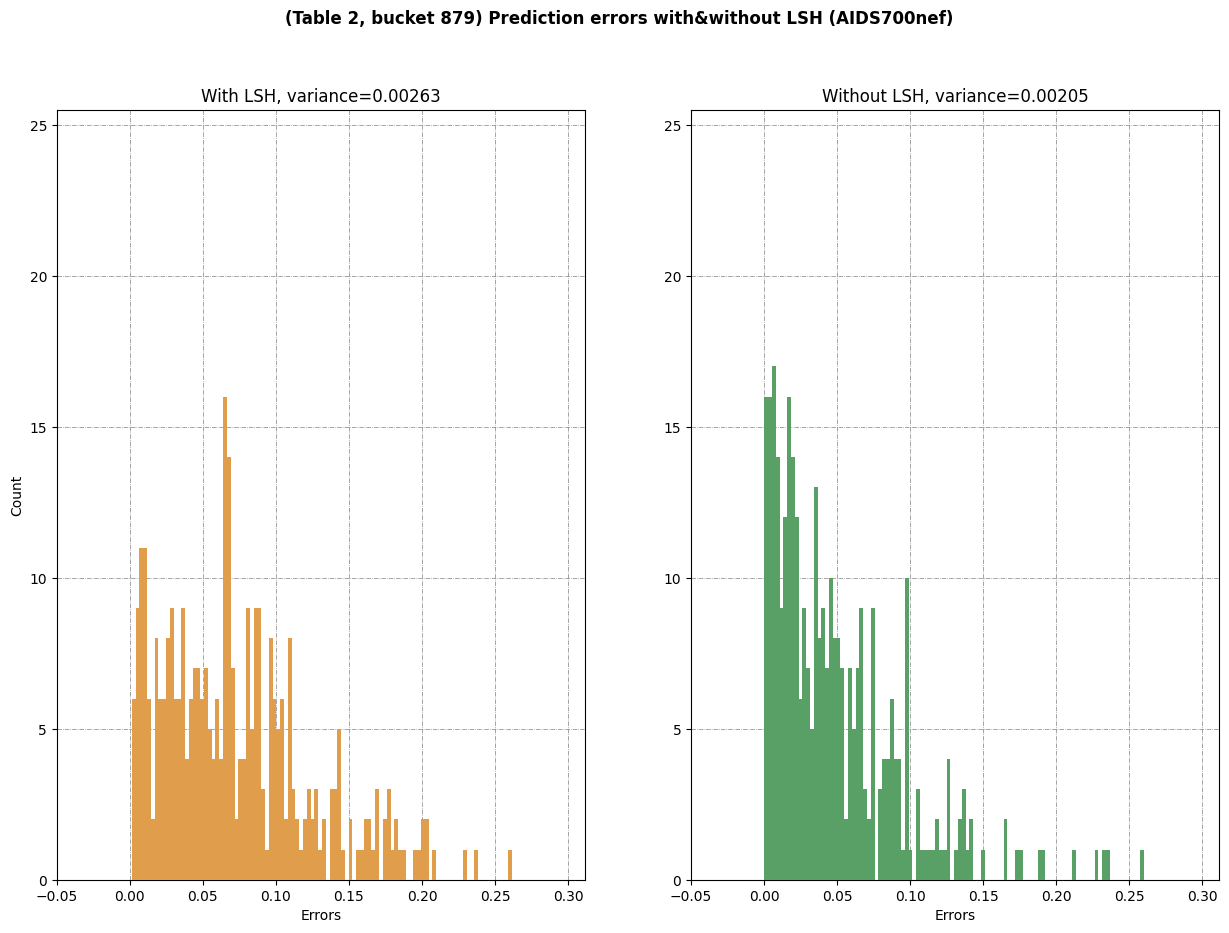 (Table 2, bucket 879) Prediction errors with&without LSH (AIDS700nef)
With LSH, variance=0.00263
25
20
15
10
5
0
Count
−0.05 0.00 0.05 0.10 0.15 0.20 0.25 0.30
Errors
Without LSH, variance=0.00205
25
20
15
10
5
0
−0.05 0.00 0.05 0.10 0.15 0.20 0.25 0.30
Errors